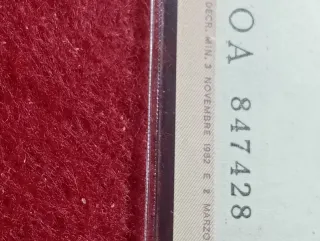 OA 847428
DECR. MIN. 3 NOVEMBRE 1982 E 2 MARZO